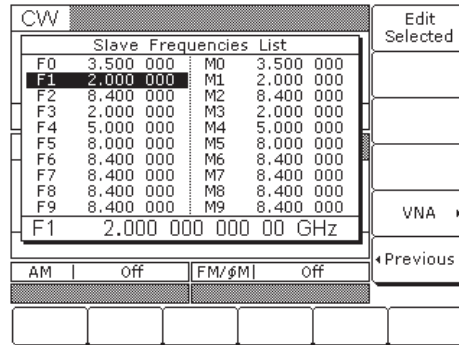 CW
Edit
Selected
Slave Frequencies List
F0 3.500 000 M0 3.500 000
F1 2.000 000 M1 2.000 000
F2 8.400 000 M2 8.400 000
F3 2.000 000 M3 2.000 000
F4 5.000 000 M4 5.000 000
F5 8.000 000 M5 8.000 000
F6 8.400 000 M6 8.400 000
F7 8.400 000 M7 8.400 000
F8 8.400 000 M8 8.400 000
F9 8.400 000 M9 8.400 000
F1 2.000 000 000 00 GHz
VNA
Previous
AM | Off FM/ϕM| Off